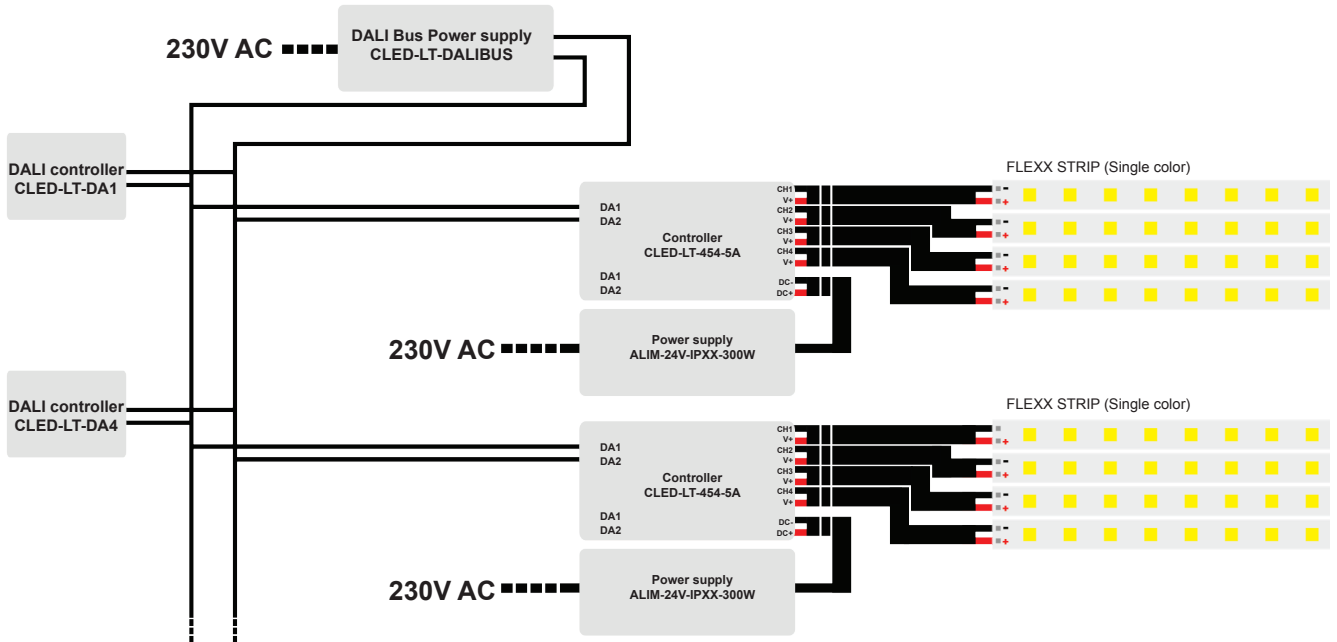 230V AC
DALI Bus Power supply
CLED-LT-DALIBUS
DALI controller
CLED-LT-DA1
DA1
DA2
Controller
CLED-LT-454-5A
DA1
DA2
CH1
V+
CH2
V+
CH3
V+
CH4
V+
DC-
DC+
FLEXX STRIP (Single color)
-
+
-
+
-
+
-
+
230V AC
Power supply
ALIM-24V-IPXX-300W
DALI controller
CLED-LT-DA4
DA1
DA2
Controller
CLED-LT-454-5A
DA1
DA2
CH1
V+
CH2
V+
CH3
V+
CH4
V+
DC-
DC+
FLEXX STRIP (Single color)
+
-
+
-
+
-
+
230V AC
Power supply
ALIM-24V-IPXX-300W